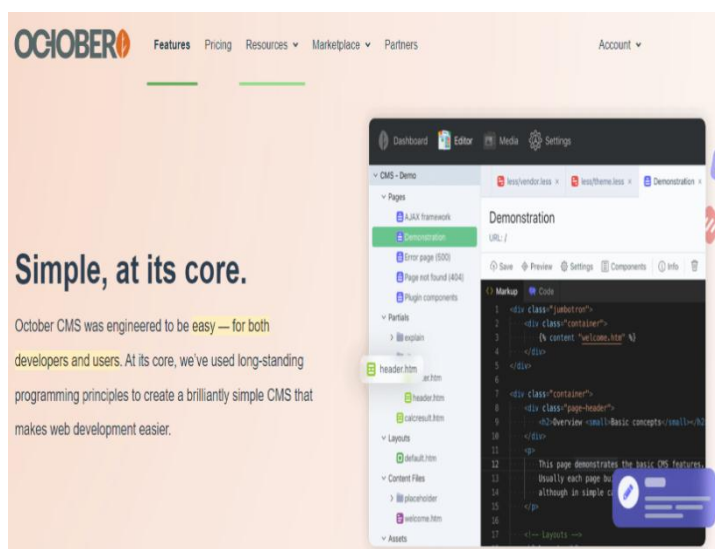 OCTOBER
Features Pricing Resources Marketplace Partners Account
Simple, at its core.
October CMS was engineered to be easy — for both
developers and users. At its core, we've used long-standing
programming principles to create a brilliantly simple CMS that
makes web development easier.
Dashboard Editor Media Settings
CMS - Demo
Pages
AJAX framework
Demonstration
Error page (500)
Page not found (404)
Plugin components
Partials
explain
header.htm
header.htm
calcresult.htm
Layouts
default.htm
Content Files
placeholder
welcome.htm
Assets
less/vendor.less × less/theme.less × Demonstration ×
Demonstration
URL: /
Save Preview Settings Components Info
Markup Code
1 <div class="jumbotron">
2 <div class="container">
3 {% content "welcome.htm" %}
4 </div>
5 </div>
6
7 <div class="container">
8 <div class="page-header">
9 <h2>Overview <small>Basic concepts</small></h2
10 </div>
11 <p>
12 This page demonstrates the basic CMS features.
13 Usually each page
14 although in simple
15 </p>
16
17 <!-- Layouts -->